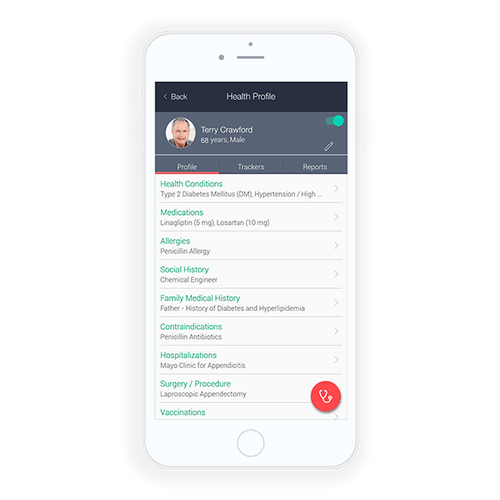 Back
Health Profile
Terry Crawford
68 years, Male
Profile
Trackers
Reports
Health Conditions
Type 2 Diabetes Mellitus (DM), Hypertension / High ...
Medications
Linagliptin (5 mg), Losartan (10 mg)
Allergies
Penicillin Allergy
Social History
Chemical Engineer
Family Medical History
Father - History of Diabetes and Hyperlipidemia
Contraindications
Penicillin Antibiotics
Hospitalizations
Mayo Clinic for Appendicitis
Surgery / Procedure
Laproscopic Appendectomy
Vaccinations